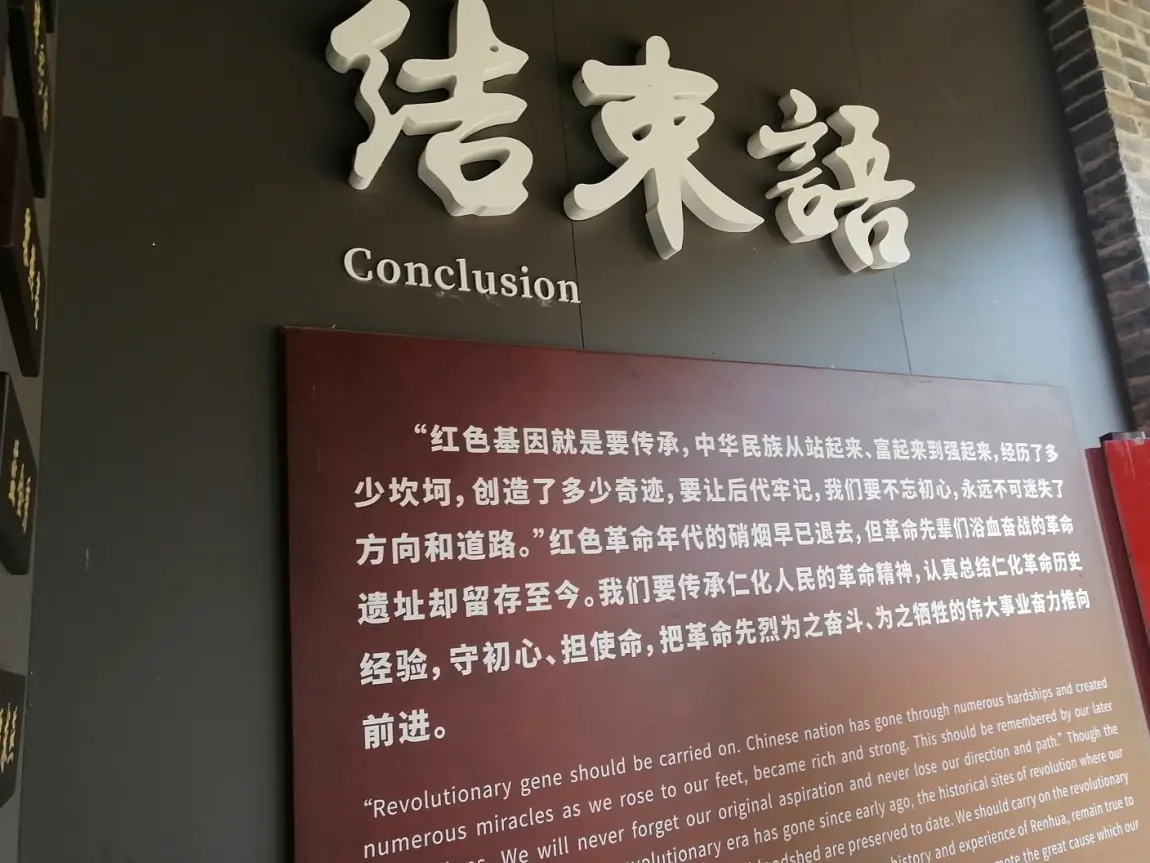 结束語
Conclusion
“红色基因就是要传承，中华民族从站起来、富起来到强起来，经历了多
少坎坷，创造了多少奇迹，要让后代牢记，我们要不忘初心，永远不可迷失了
方向和道路。”红色革命年代的硝烟早已退去，但革命先辈们浴血奋战的革命
遗址却留存至今。我们要传承仁化人民的革命精神，认真总结仁化革命历史
经验，守初心、担使命，把革命先烈为之奋斗、为之牺牲的伟大事业奋力推向
前进。
“Revolutionary gene should be carried on. Chinese nation has gone through numerous hardships and created
numerous miracles as we rose to our feet, became rich and strong. This should be remembered by our later
We will never forget our original aspiration and never lose our direction and path.” Though the
era has gone since early ago, the historical sites of revolution where our
are preserved to date. We should carry on the revolutionary
history and experience of Renhua, remain true to
the great cause which our